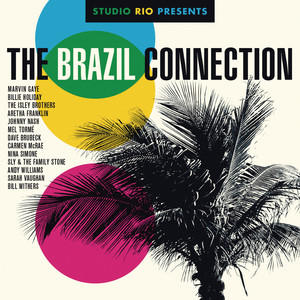 STUDIO RIO PRESENTS
THE BRAZIL CONNECTION
MARVIN GAYE
BILLIE HOLIDAY
THE ISLEY BROTHERS
ARETHA FRANKLIN
JOHNNY NASH
MEL TORMÉ
DAVE BRUBECK
CARMEN McRAE
NINA SIMONE
SLY & THE FAMILY STONE
ANDY WILLIAMS
SARAH VAUGHAN
BILL WITHERS